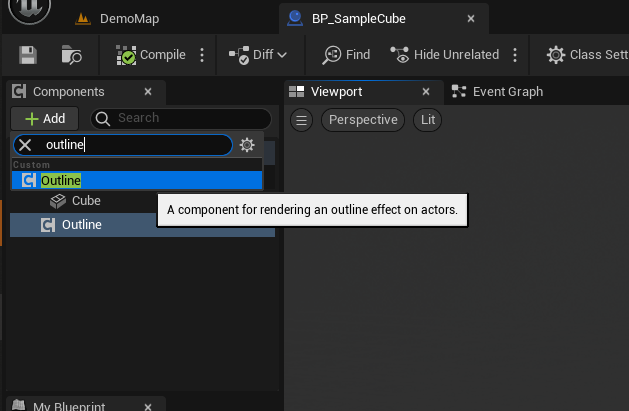 DemoMap
BP_SampleCube
Compile
Diff
Find
Hide Unrelated
Class Sett
Components
Viewport
Event Graph
Add
Search
Perspective
Lit
outline
Custom
Outline
Cube
A component for rendering an outline effect on actors.
Outline
My Blueprint